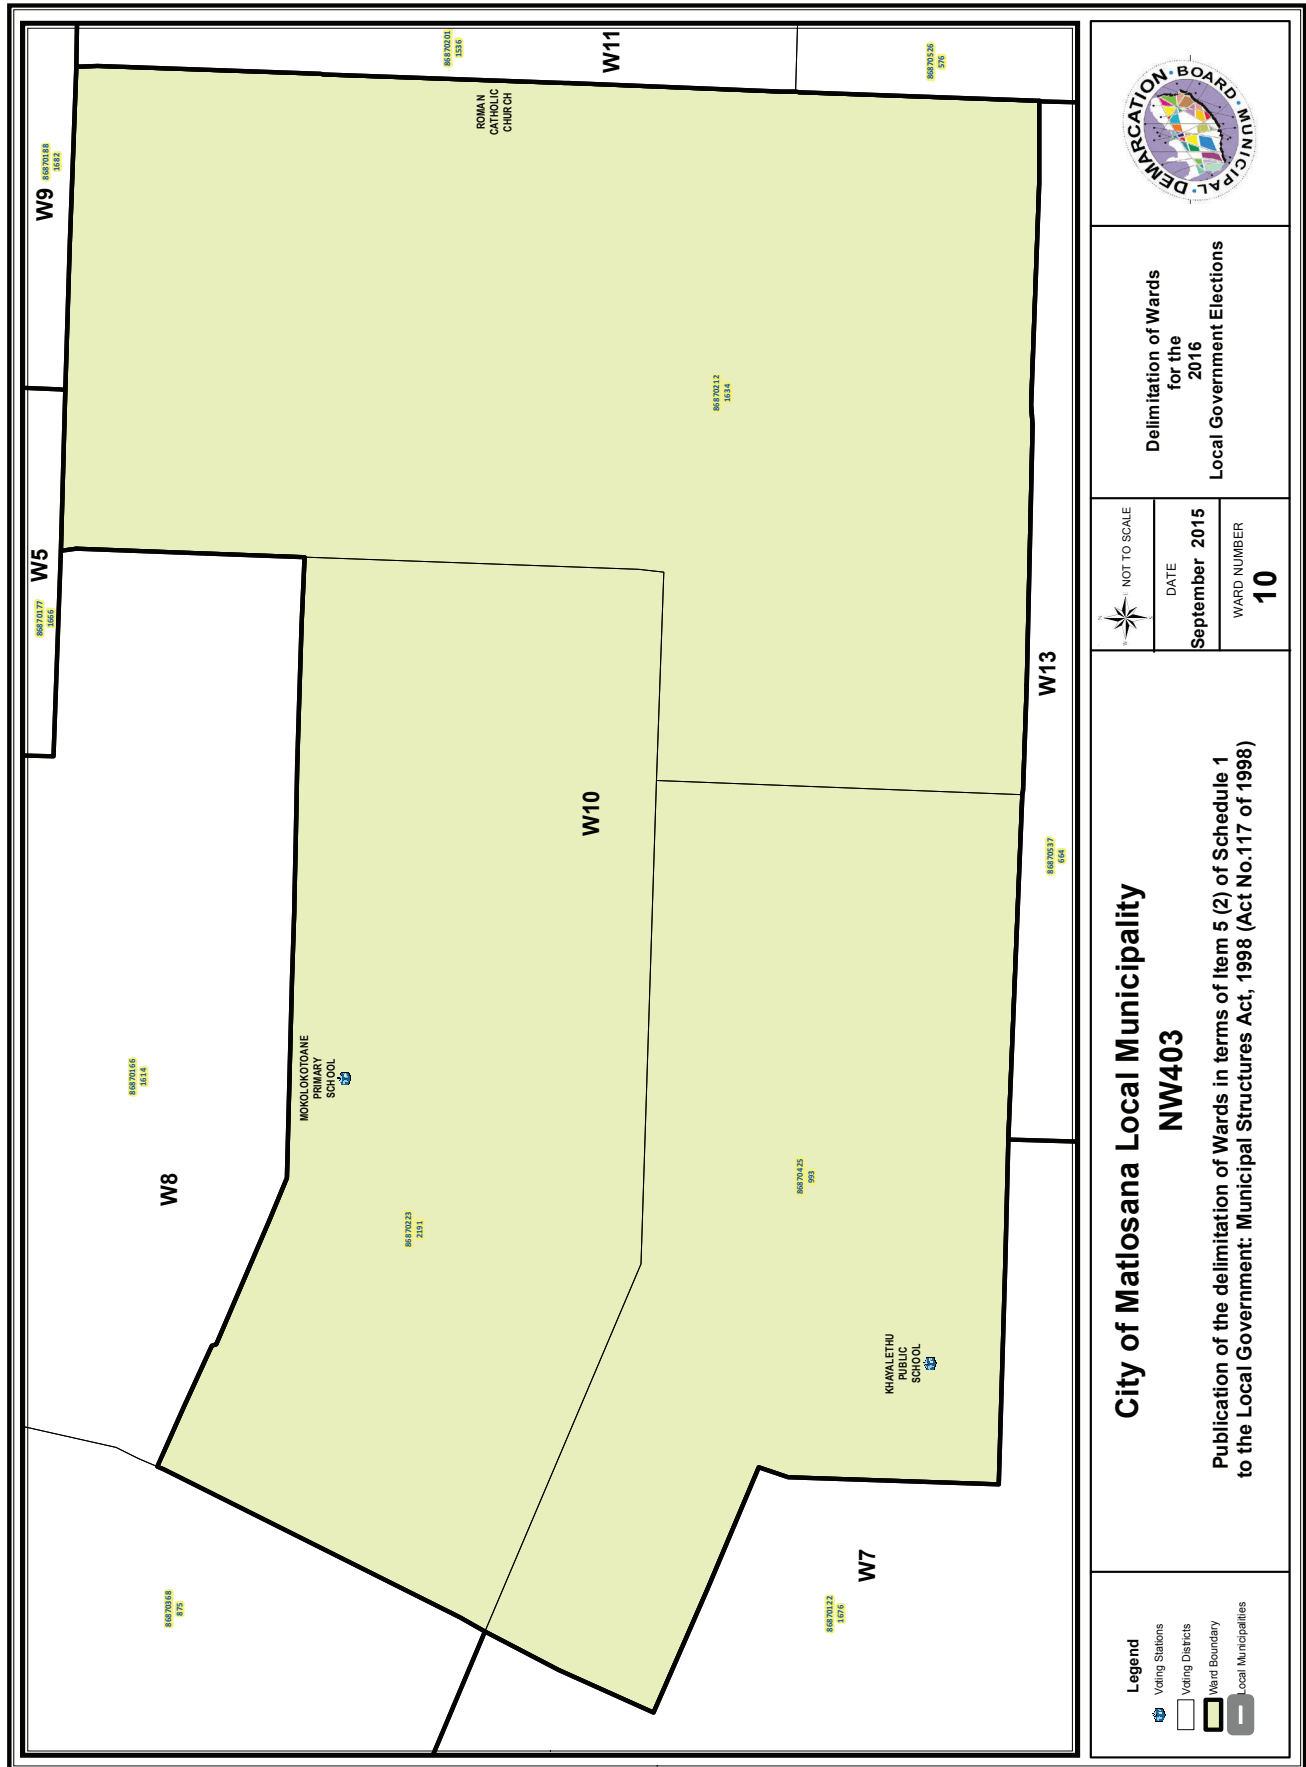 W9
86870188
1682
86870201
1536
W11
86870526
576
ROMAN
CATHOLIC
CHURCH
86870212
1634
W5
86870177
1666
W13
W10
86870537
664
MOKOLOKOTOANE
PRIMARY
SCHOOL
86870166
1614
W8
86870223
2191
86870425
993
KHAYALETHU
PUBLIC
SCHOOL
W7
86870122
1676
86870368
875
Legend
Voting Stations
Voting Districts
Ward Boundary
Local Municipalities
City of Matlosana Local Municipality
NW403
Publication of the delimitation of Wards in terms of Item 5 (2) of Schedule 1
to the Local Government: Municipal Structures Act, 1998 (Act No.117 of 1998)
N
E
S
W
NOT TO SCALE
DATE
September 2015
WARD NUMBER
10
Delimitation of Wards
for the
2016
Local Government Elections
MUNICIPAL · DEMARCATION · BOARD